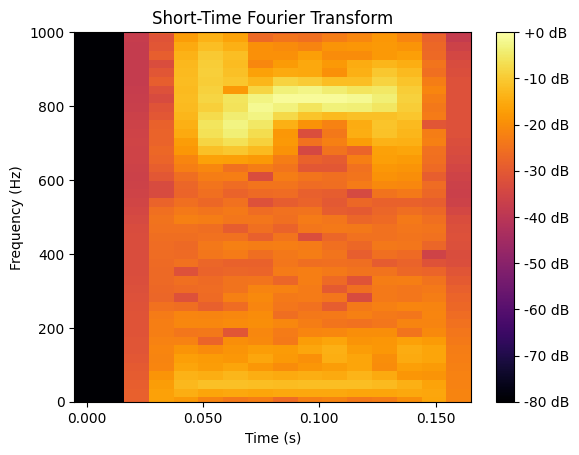 Short-Time Fourier Transform
1000
800
600
400
200
0
Frequency (Hz)
0.000
0.050
0.100
0.150
Time (s)
+0 dB
-10 dB
-20 dB
-30 dB
-40 dB
-50 dB
-60 dB
-70 dB
-80 dB